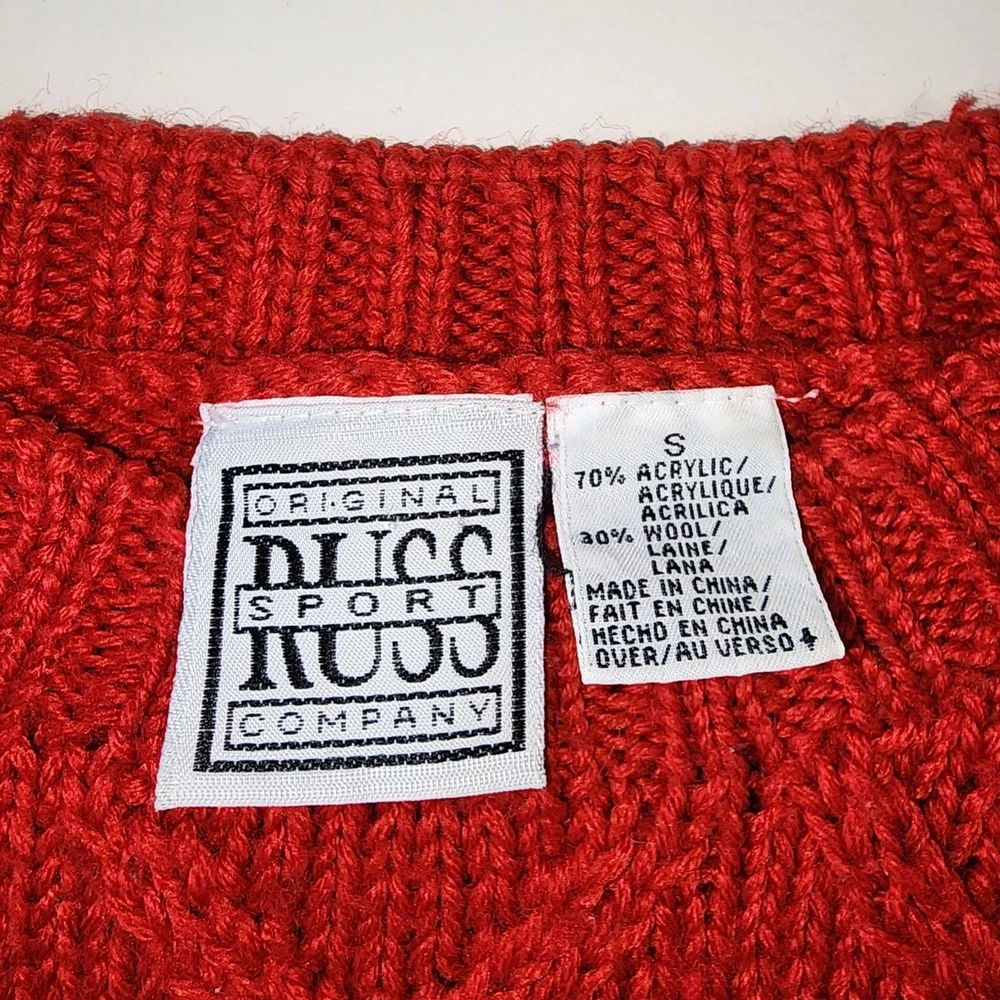 ORIGINAL
RUSS
SPORT
COMPANY
S
70% ACRYLIC/
ACRYLIQUE/
ACRILICA
30% WOOL/
LAINE/
LANA
MADE IN CHINA/
FAIT EN CHINE/
HECHO EN CHINA
OVER/AU VERSO